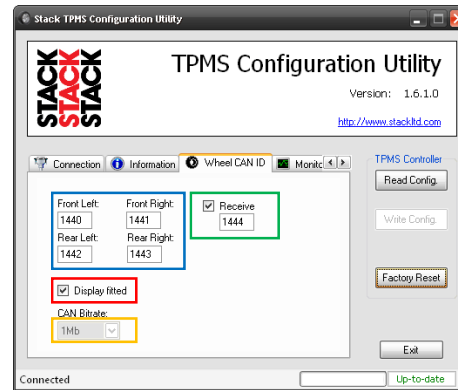 Stack TPMS Configuration Utility
STACK
STACK
STACK
TPMS Configuration Utility
Version: 1.6.1.0
http://www.stackltd.com
Connection
Information
Wheel CAN ID
Monitc
TPMS Controller
Read Config.
Write Config.
Factory Reset
Exit
Front Left:
Front Right:
1440
1441
Rear Left:
Rear Right:
1442
1443
Receive
1444
Display fitted
CAN Bitrate:
1Mb
Connected
Up-to-date